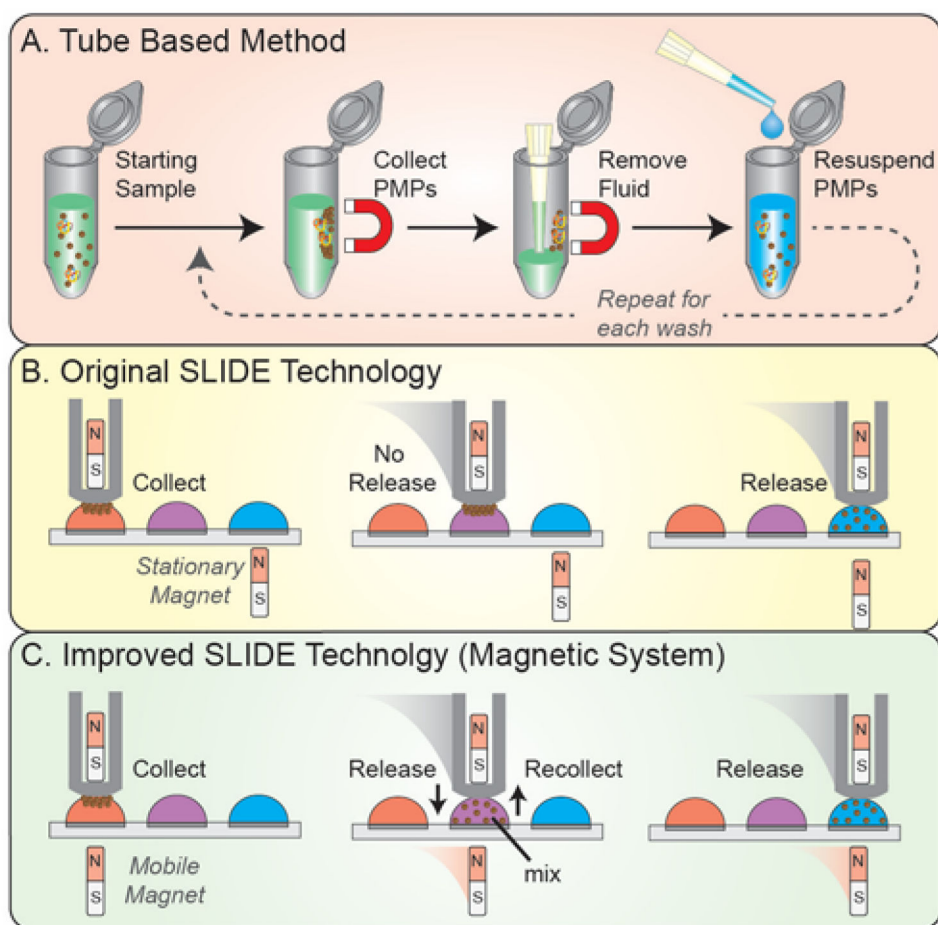 A. Tube Based Method
Starting
Sample
Collect
PMPs
Remove
Fluid
Resuspend
PMPs
Repeat for
each wash
B. Original SLIDE Technology
N
S
Collect
Stationary
Magnet
N
S
No
Release
N
S
N
S
Release
N
S
N
S
C. Improved SLIDE Technolgy (Magnetic System)
N
S
Collect
N
S
Mobile
Magnet
Release
N
S
Recollect
mix
N
S
Release
N
S
N
S